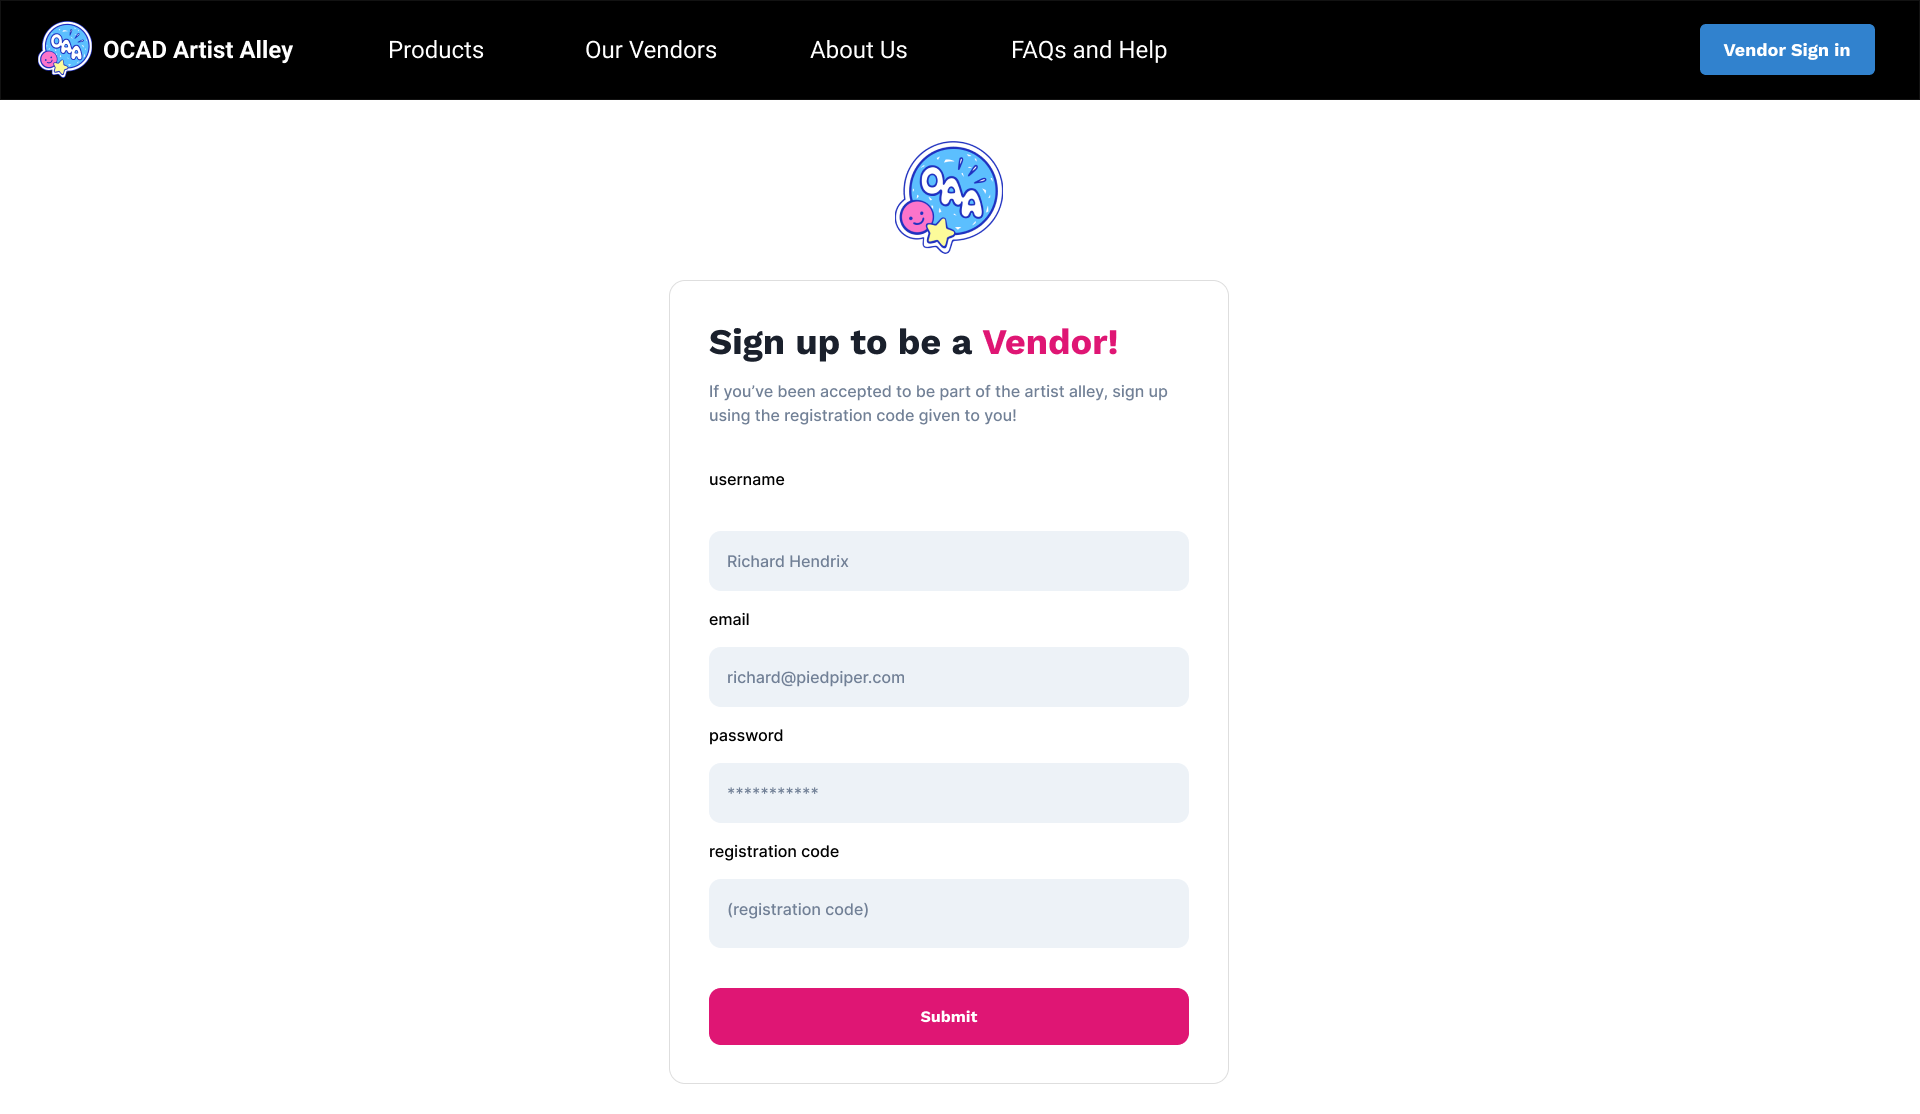 OAA OCAD Artist Alley Products Our Vendors About Us FAQs and Help Vendor Sign in
OAA
Sign up to be a Vendor!
If you’ve been accepted to be part of the artist alley, sign up
using the registration code given to you!
username
Richard Hendrix
email
richard@piedpiper.com
password
***********
registration code
(registration code)
Submit